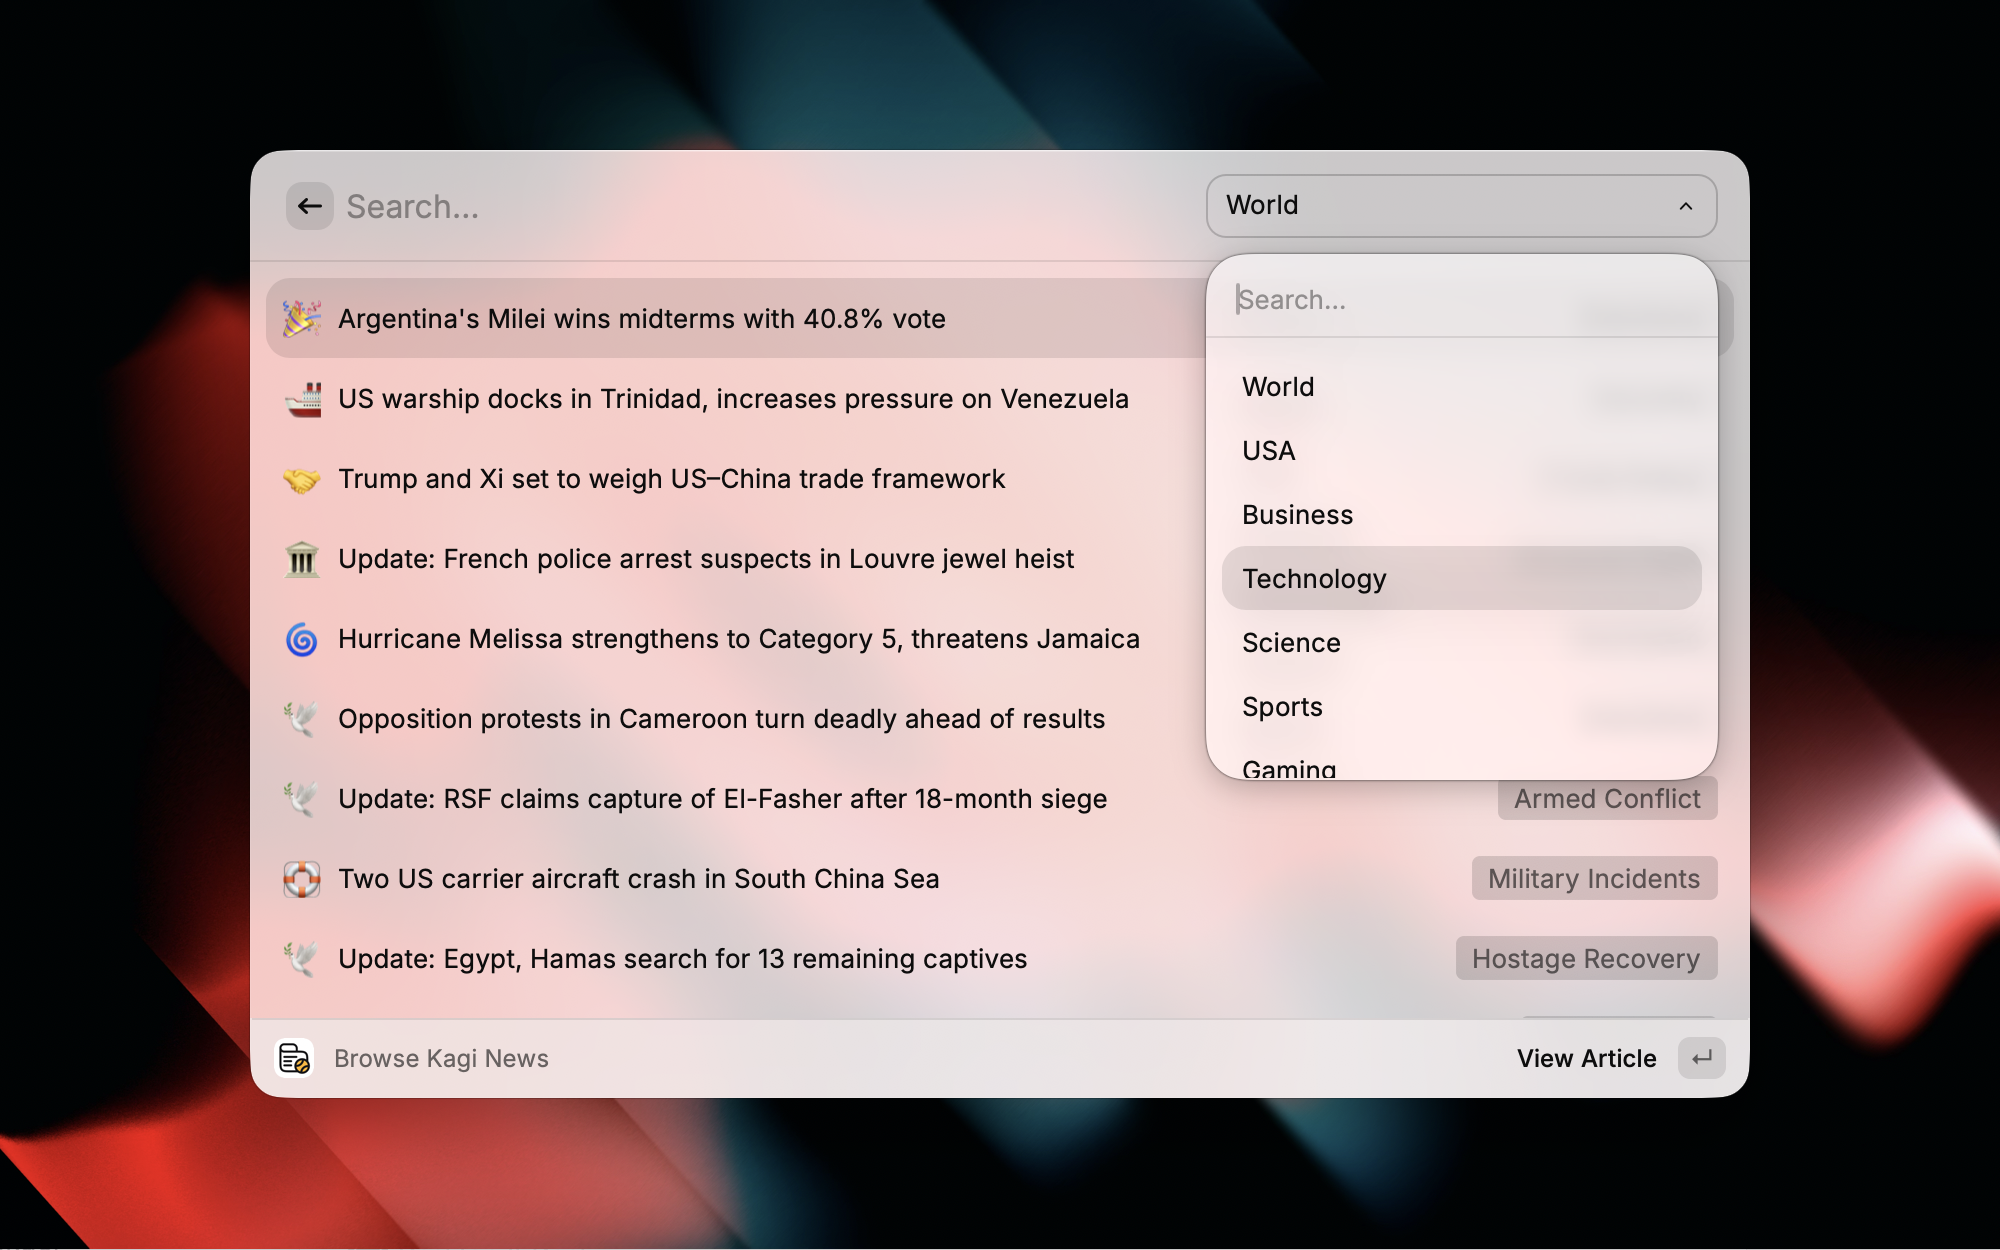 Search...
World
Search...
World
USA
Business
Technology
Science
Sports
Gaming
Argentina's Milei wins midterms with 40.8% vote
US warship docks in Trinidad, increases pressure on Venezuela
Trump and Xi set to weigh US–China trade framework
Update: French police arrest suspects in Louvre jewel heist
Hurricane Melissa strengthens to Category 5, threatens Jamaica
Opposition protests in Cameroon turn deadly ahead of results
Update: RSF claims capture of El-Fasher after 18-month siege
Armed Conflict
Two US carrier aircraft crash in South China Sea
Military Incidents
Update: Egypt, Hamas search for 13 remaining captives
Hostage Recovery
Browse Kagi News
View Article